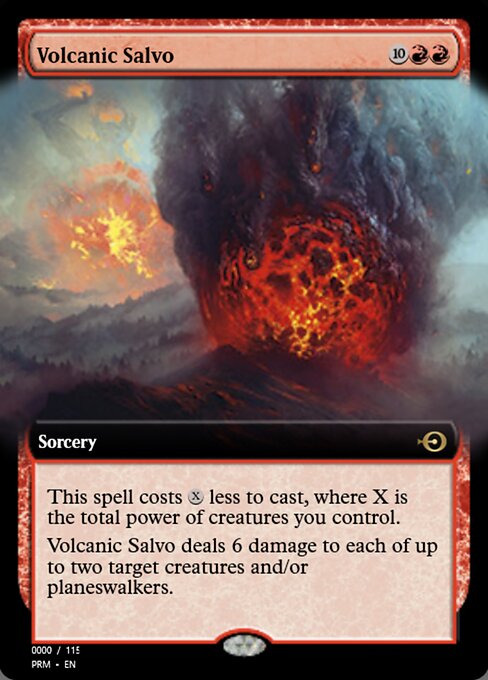 Volcanic Salvo 10
Sorcery
This spell costs X less to cast, where X is
the total power of creatures you control.
Volcanic Salvo deals 6 damage to each of up
to two target creatures and/or
planeswalkers.
0000 / 115
PRM • EN